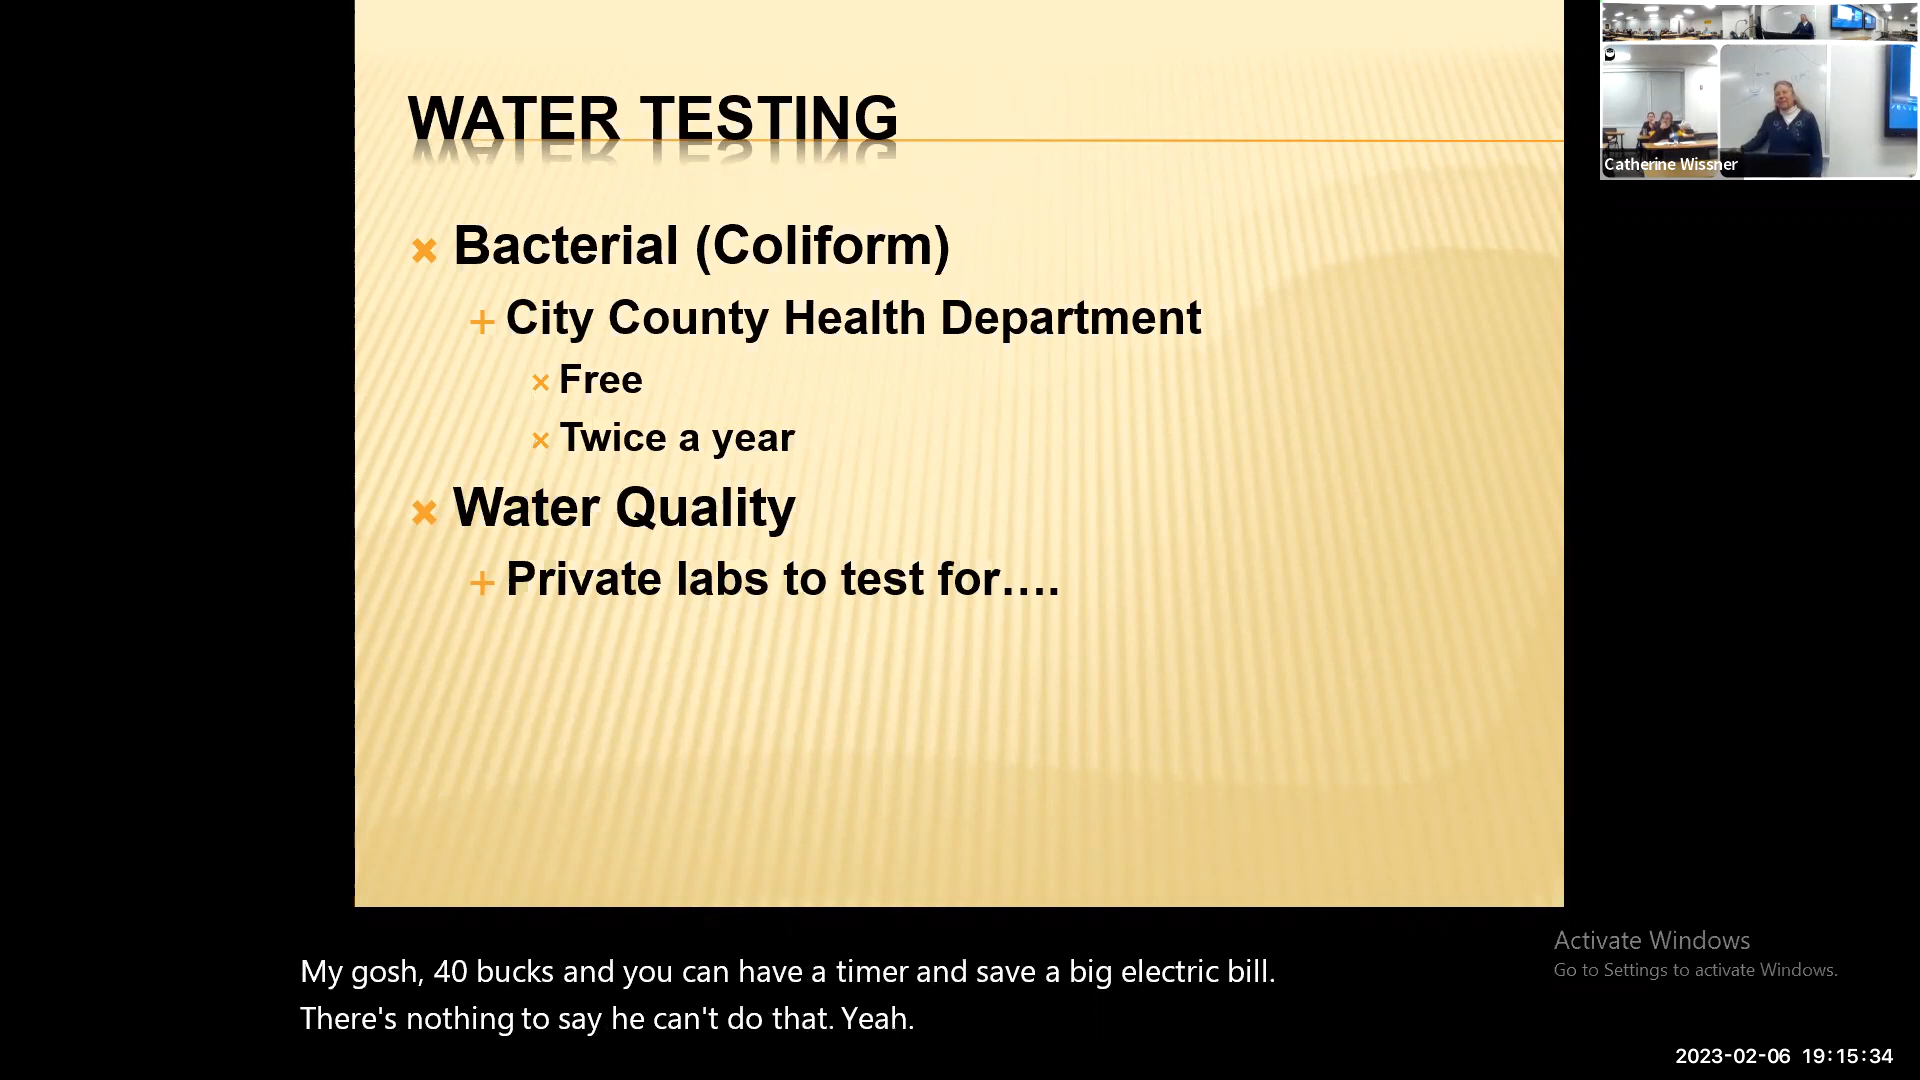 WATER TESTING
Bacterial (Coliform)
City County Health Department
Free
Twice a year
Water Quality
Private labs to test for....
Catherine Wissner
My gosh, 40 bucks and you can have a timer and save a big electric bill.
There's nothing to say he can't do that. Yeah.
Activate Windows
Go to Settings to activate Windows.
2023-02-06 19:15:34